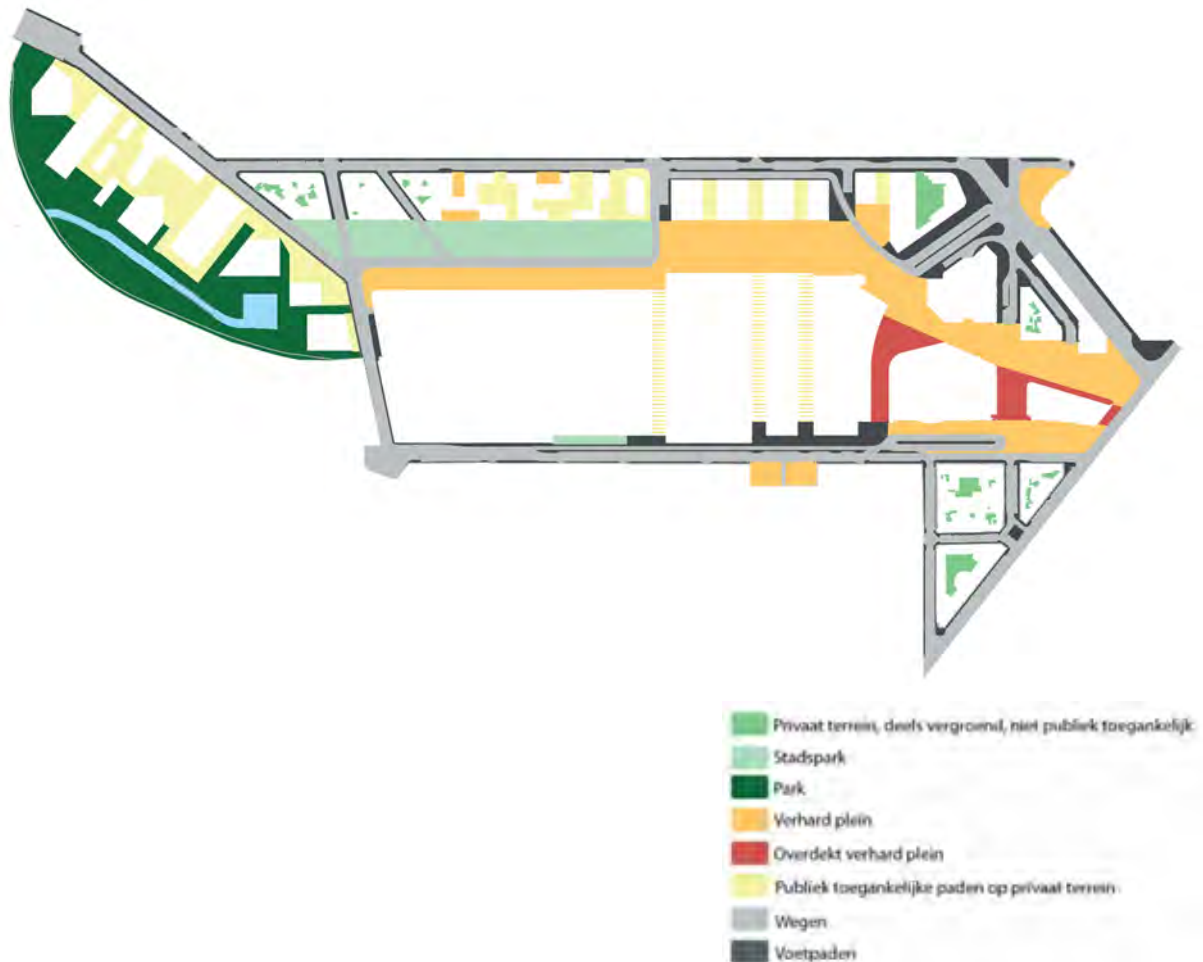 Privaat terrein, deels vergroend, niet publiek toegankelijk
Stadspark
Park
Verhard plein
Overdekt verhard plein
Publiek toegankelijke paden op privaat terrein
Wegen
Voetpaden